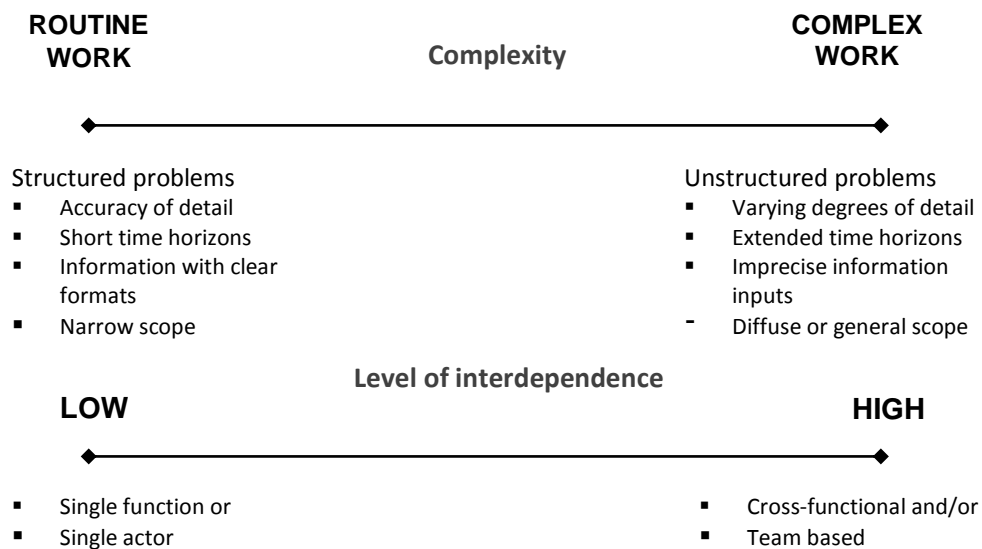 ROUTINE
WORK
Complexity
COMPLEX
WORK
Structured problems
▪ Accuracy of detail
▪ Short time horizons
▪ Information with clear
formats
▪ Narrow scope
Unstructured problems
▪ Varying degrees of detail
▪ Extended time horizons
▪ Imprecise information
inputs
- Diffuse or general scope
Level of interdependence
LOW
HIGH
▪ Single function or
▪ Single actor
▪ Cross-functional and/or
▪ Team based